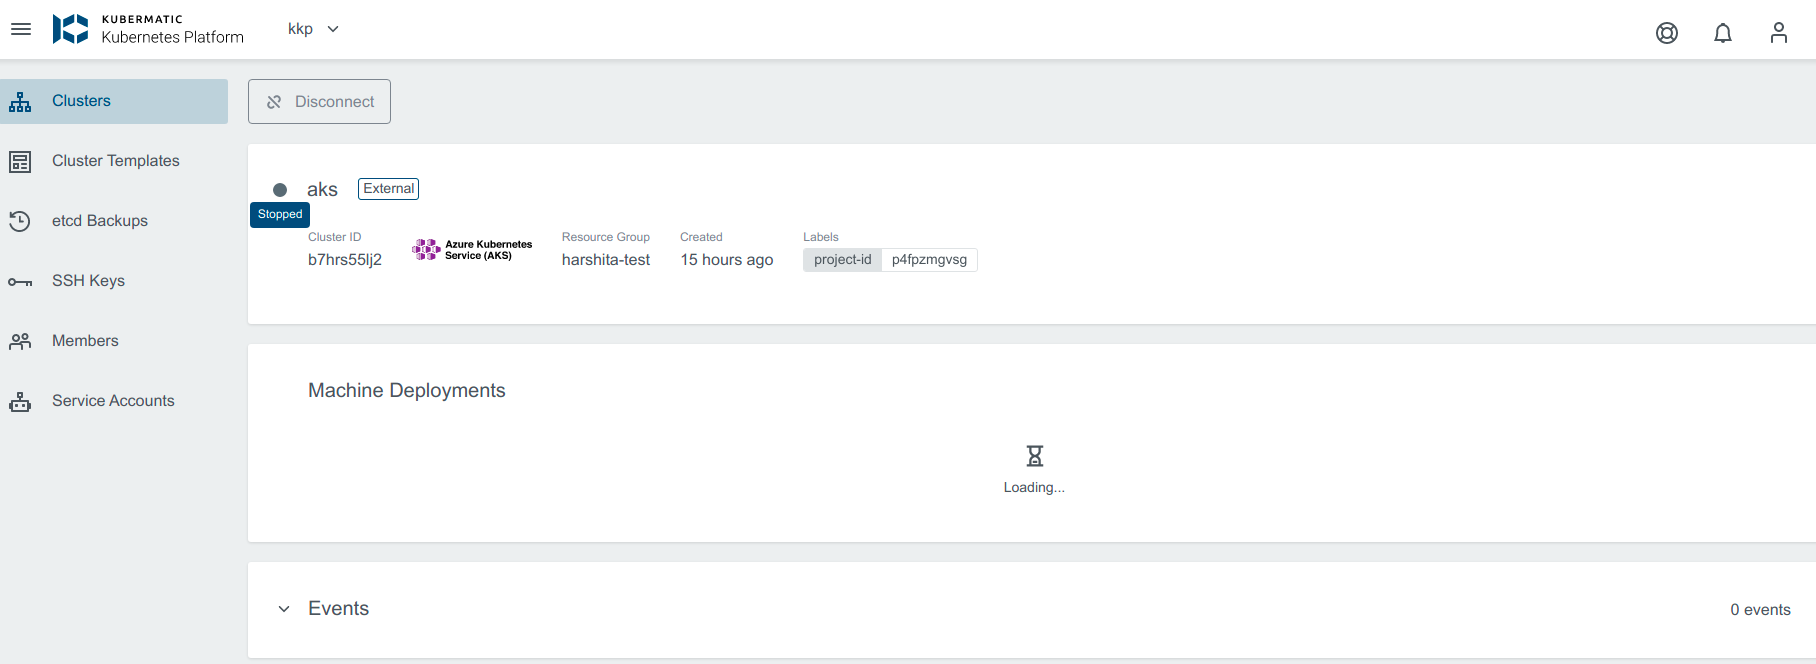 KUBERMATIC
Kubernetes Platform
kkp
Clusters
Cluster Templates
etcd Backups
SSH Keys
Members
Service Accounts
Disconnect
aks
External
Stopped
Cluster ID
b7hrs55lj2
Azure Kubernetes
Service (AKS)
Resource Group
harshita-test
Created
15 hours ago
Labels
project-id p4fpzmgvsg
Machine Deployments
Loading...
Events
0 events